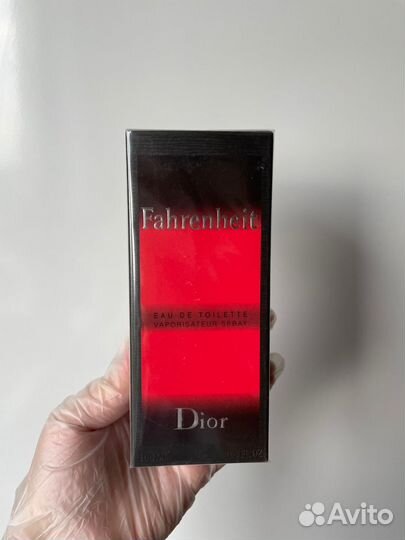 Fahrenheit
EAU DE TOILETTE
VAPORISATEUR SPRAY
Dior
Avito